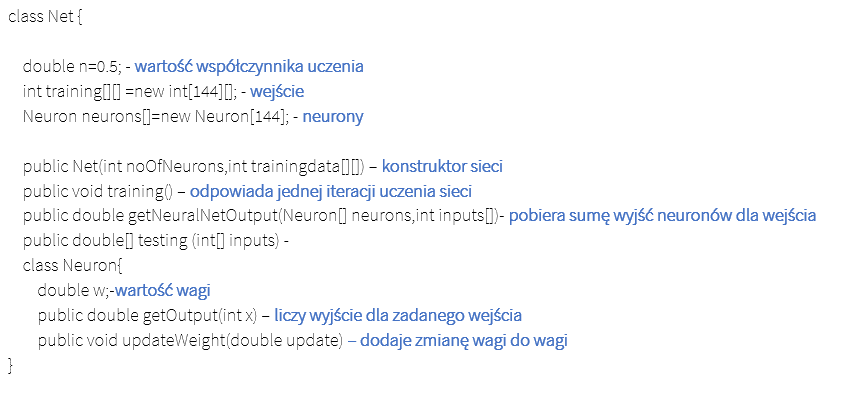 class Net {
double n=0.5; - wartość współczynnika uczenia
int training[][] =new int[144][]; - wejście
Neuron neurons[]=new Neuron[144]; - neurony
public Net(int noOfNeurons,int trainingdata[][]) – konstruktor sieci
public void training() – odpowiada jednej iteracji uczenia sieci
public double getNeuralNetOutput(Neuron[] neurons,int inputs[])- pobiera sumę wyjść neuronów dla wejścia
public double[] testing (int[] inputs) -
class Neuron{
double w;-wartość wagi
public double getOutput(int x) – liczy wyjście dla zadanego wejścia
public void updateWeight(double update) – dodaje zmianę wagi do wagi
}